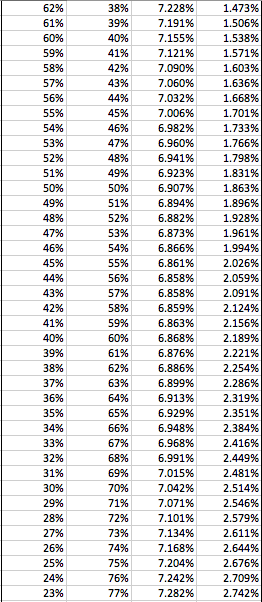 62% 38% 7.228% 1.473%
61% 39% 7.191% 1.506%
60% 40% 7.155% 1.538%
59% 41% 7.121% 1.571%
58% 42% 7.090% 1.603%
57% 43% 7.060% 1.636%
56% 44% 7.032% 1.668%
55% 45% 7.006% 1.701%
54% 46% 6.982% 1.733%
53% 47% 6.960% 1.766%
52% 48% 6.941% 1.798%
51% 49% 6.923% 1.831%
50% 50% 6.907% 1.863%
49% 51% 6.894% 1.896%
48% 52% 6.882% 1.928%
47% 53% 6.873% 1.961%
46% 54% 6.866% 1.994%
45% 55% 6.861% 2.026%
44% 56% 6.858% 2.059%
43% 57% 6.858% 2.091%
42% 58% 6.859% 2.124%
41% 59% 6.863% 2.156%
40% 60% 6.868% 2.189%
39% 61% 6.876% 2.221%
38% 62% 6.886% 2.254%
37% 63% 6.899% 2.286%
36% 64% 6.913% 2.319%
35% 65% 6.929% 2.351%
34% 66% 6.948% 2.384%
33% 67% 6.968% 2.416%
32% 68% 6.991% 2.449%
31% 69% 7.015% 2.481%
30% 70% 7.042% 2.514%
29% 71% 7.071% 2.546%
28% 72% 7.101% 2.579%
27% 73% 7.134% 2.611%
26% 74% 7.168% 2.644%
25% 75% 7.204% 2.676%
24% 76% 7.242% 2.709%
23% 77% 7.282% 2.742%